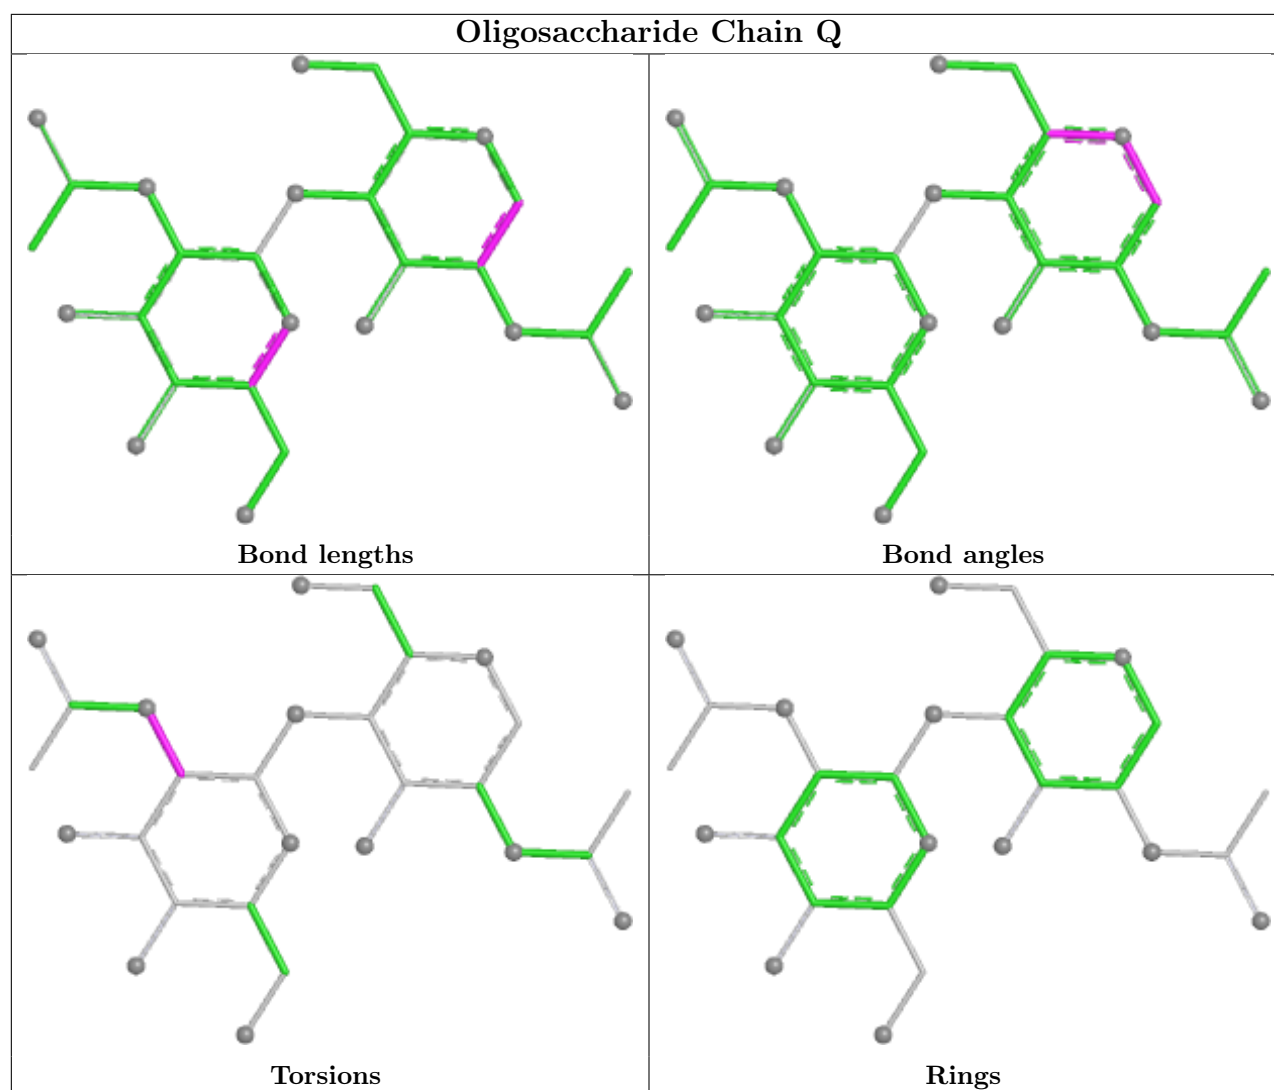 Oligosaccharide Chain Q
Bond lengths
Bond angles
Torsions
Rings